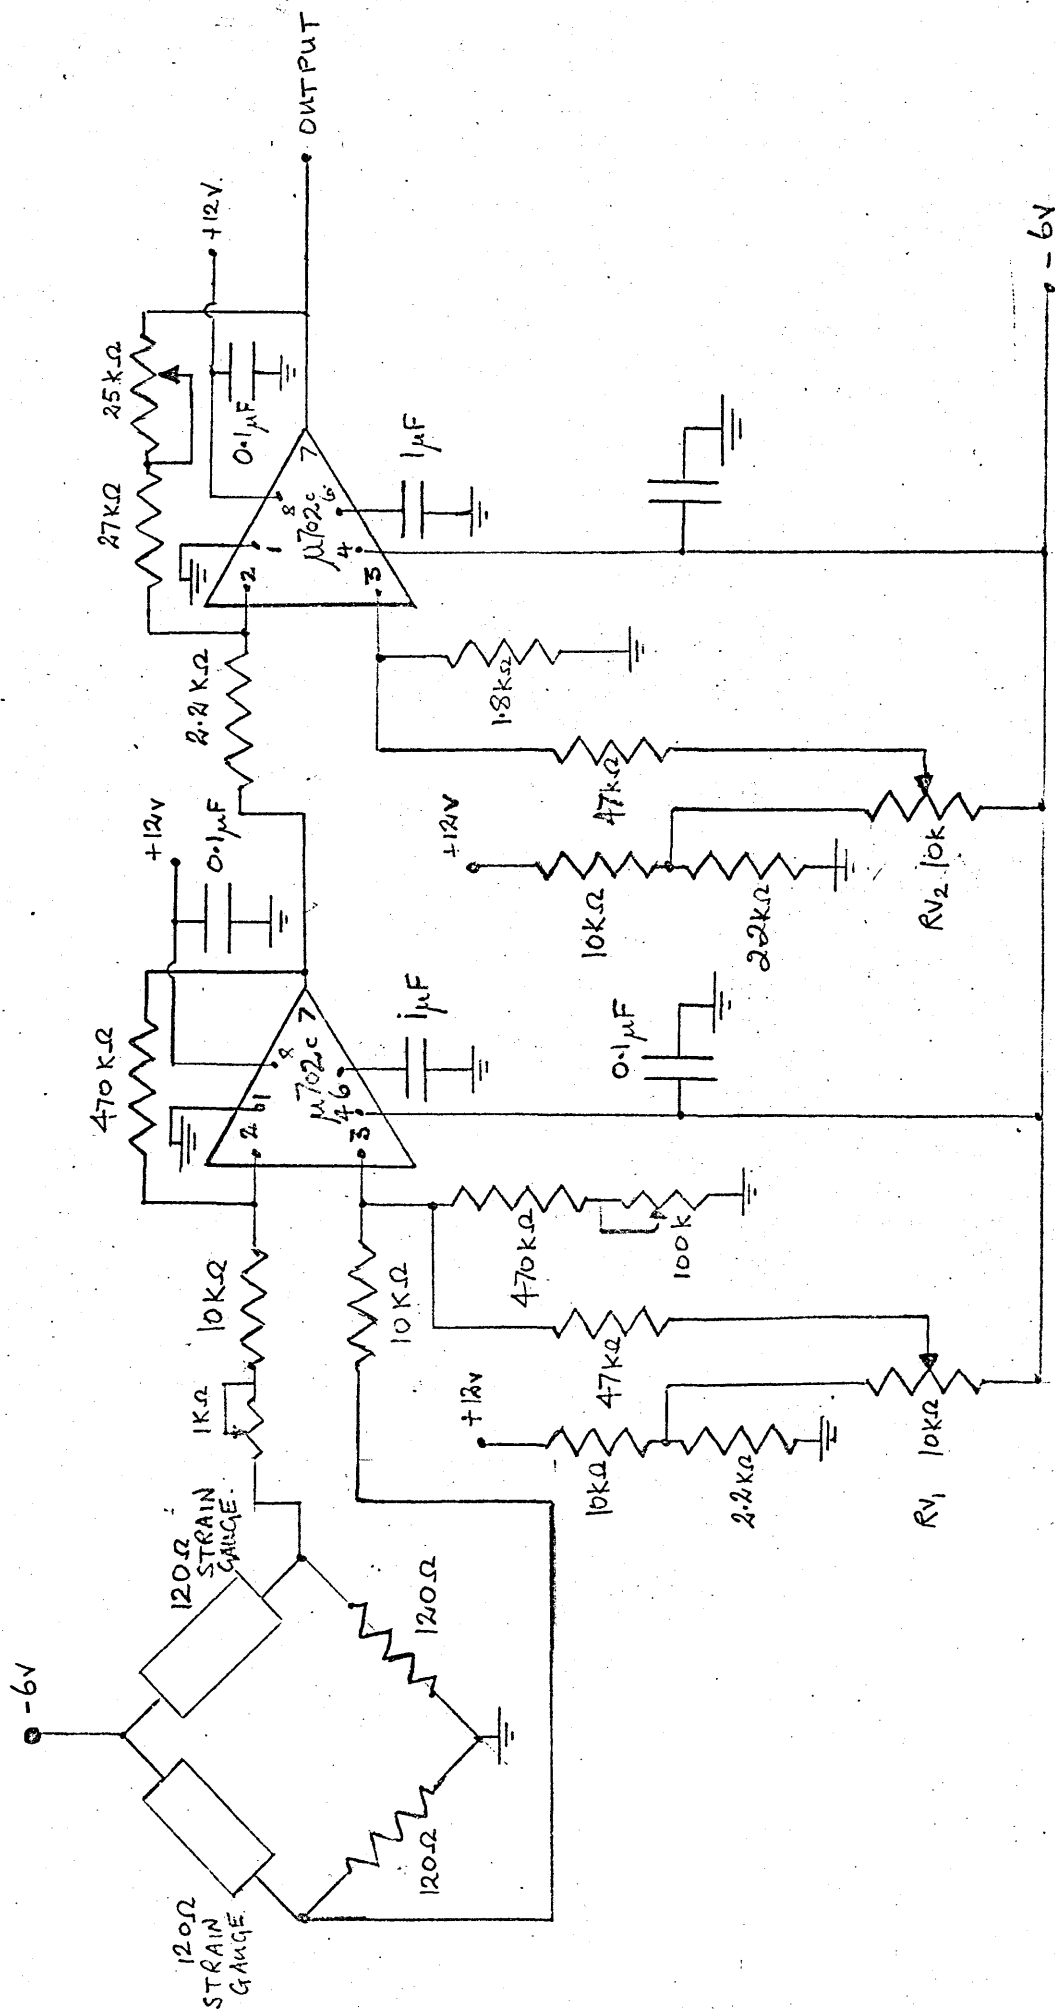 -6V
120Ω
STRAIN
GAUGE
120Ω
STRAIN
GAUGE.
120Ω
120Ω
1KΩ
10KΩ
10KΩ
470KΩ
+12V
0.1μF
2
1
8
μ702c
3
4
6
7
1μF
470KΩ
100K
+12V
10KΩ
2.2KΩ
47KΩ
RV1
10KΩ
0.1μF
2.21KΩ
27KΩ
25KΩ
+12V.
0.1μF
2
1
8
μ702c
3
4
6
7
1μF
1.8KΩ
+12V
10KΩ
2.2KΩ
47KΩ
RV2 10K
OUTPUT
-6V